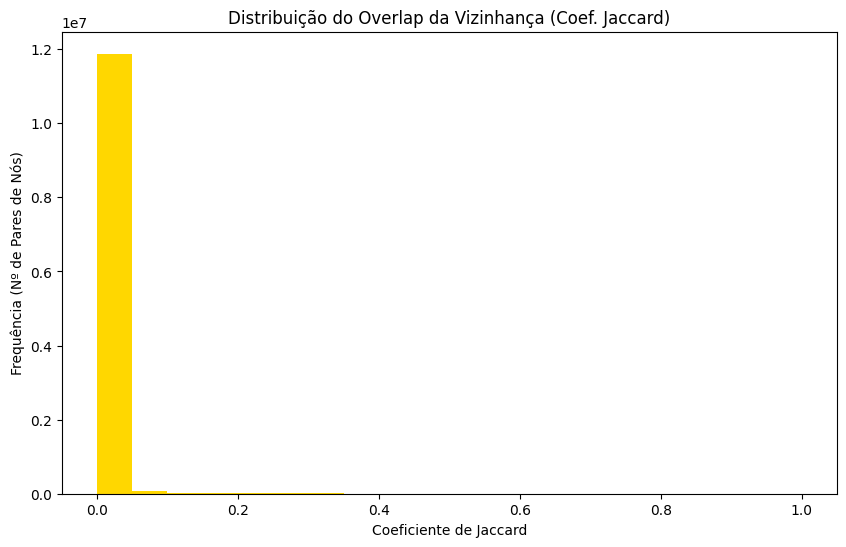 Distribuição do Overlap da Vizinhança (Coef. Jaccard)
1e7
1.2
1.0
0.8
0.6
0.4
0.2
0.0
Frequência (Nº de Pares de Nós)
0.0 0.2 0.4 0.6 0.8 1.0
Coeficiente de Jaccard